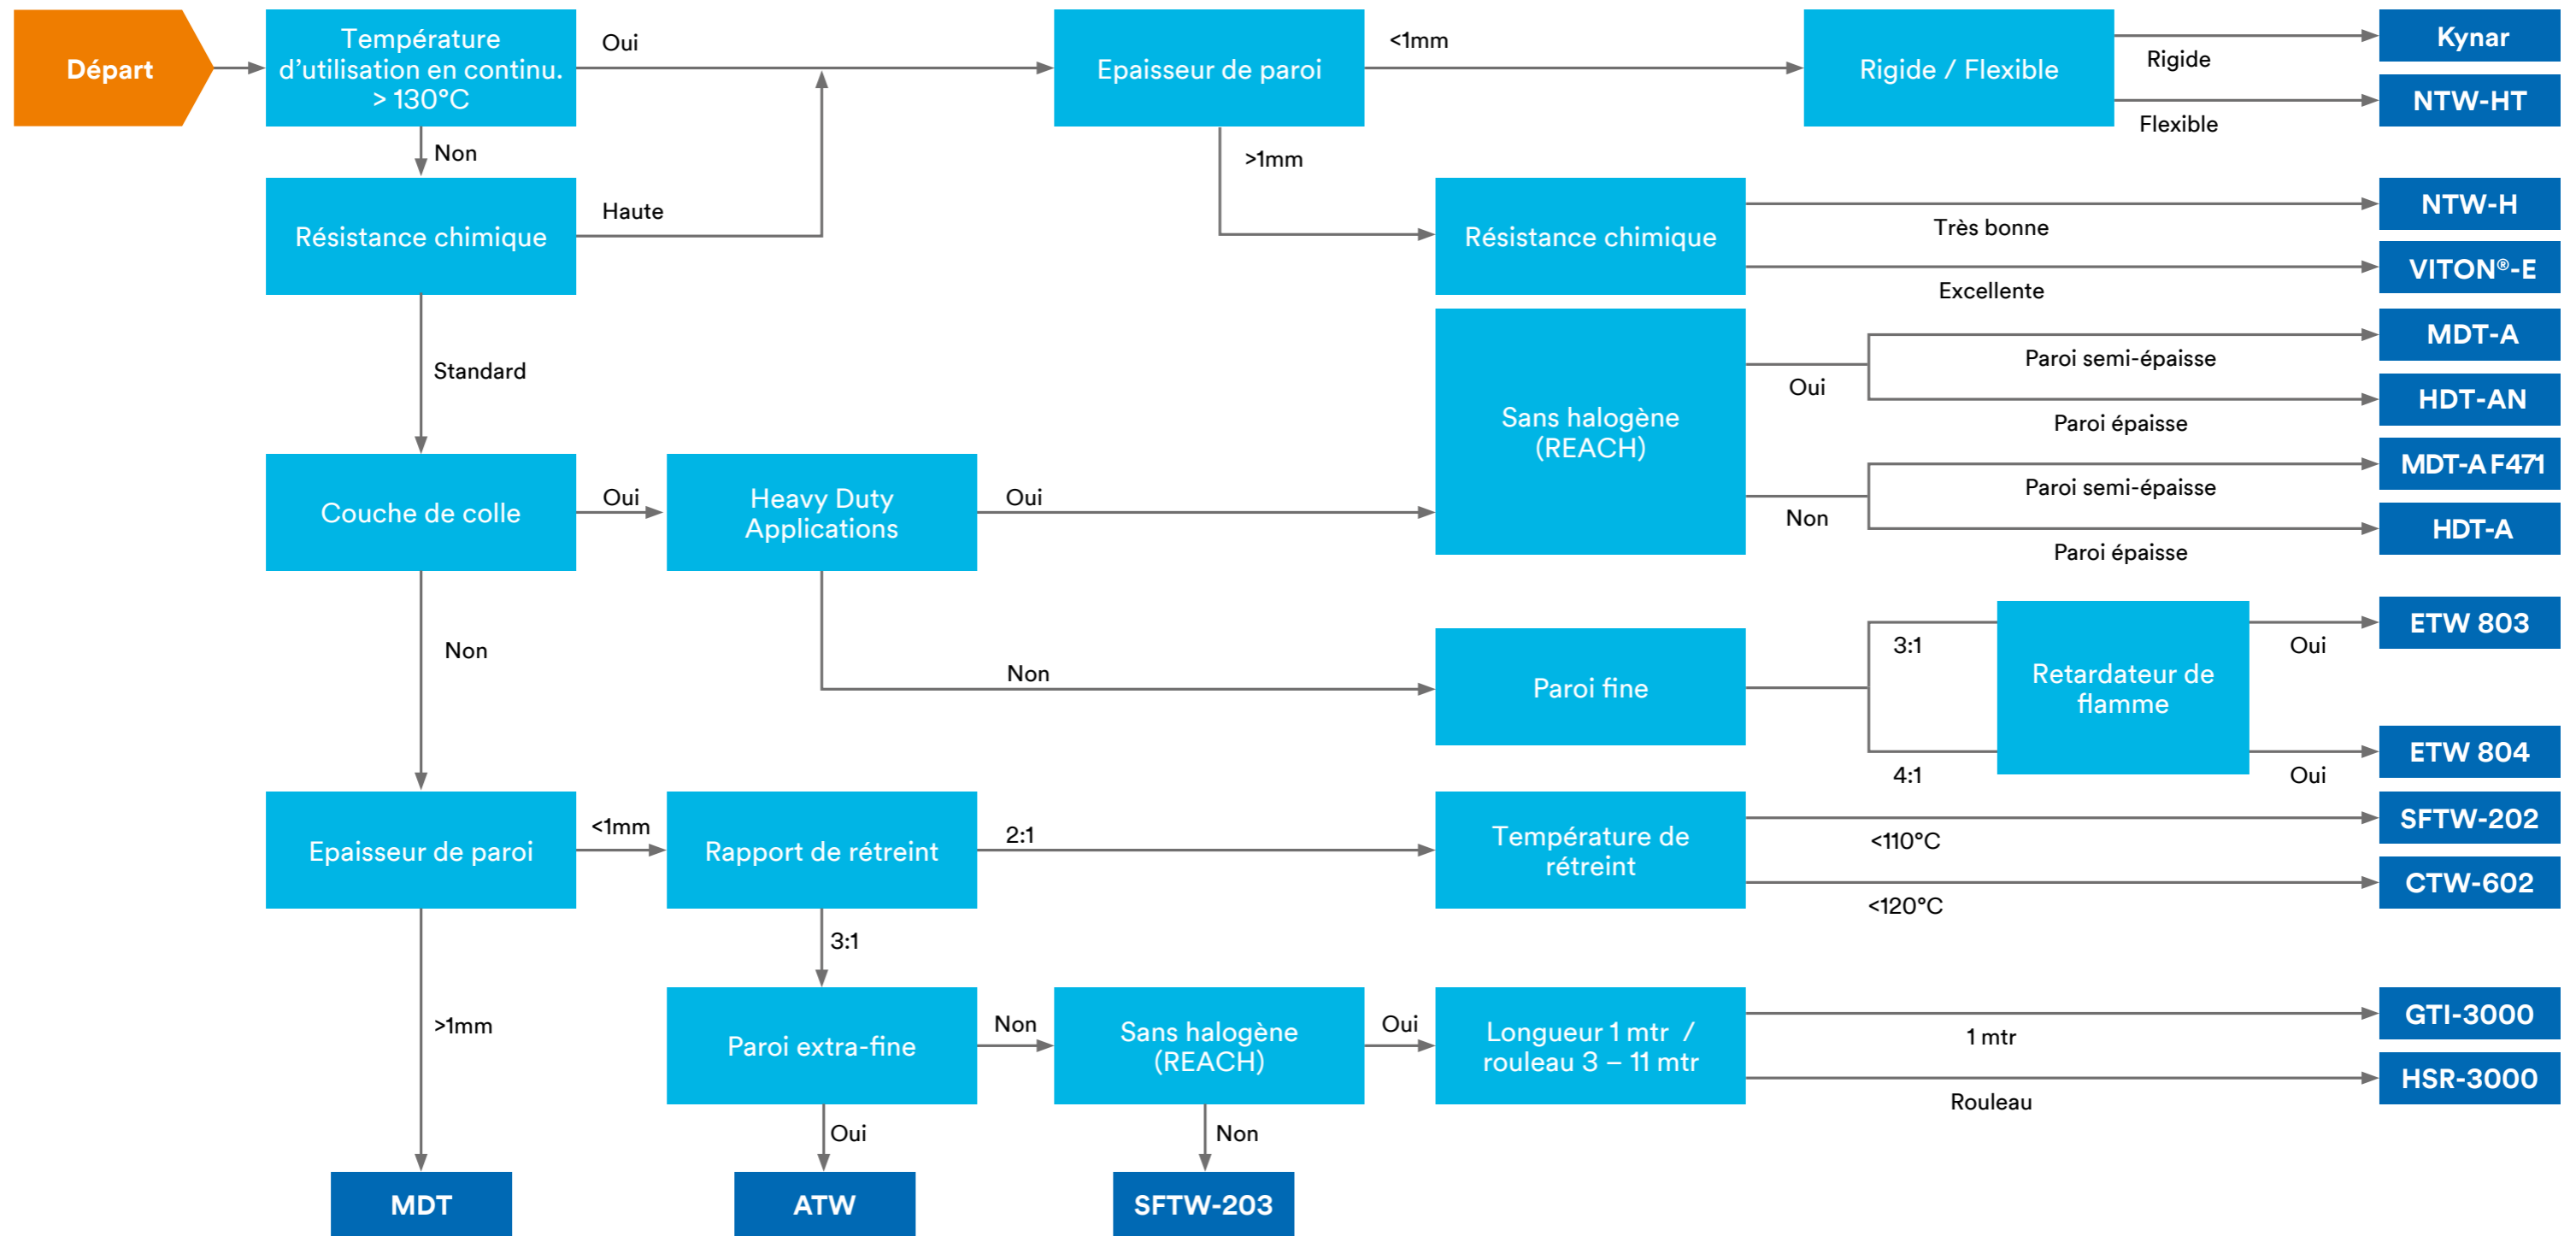 Départ
Température
d'utilisation en continu.
> 130°C
Oui
Epaisseur de paroi
<1mm
Rigide / Flexible
Rigide
Kynar
Flexible
NTW-HT
Non
>1mm
Résistance chimique
Haute
Résistance chimique
Très bonne
NTW-H
Excellente
VITON®-E
Standard
Sans halogène
(REACH)
Oui
Paroi semi-épaisse
MDT-A
Paroi épaisse
HDT-AN
Non
Paroi semi-épaisse
MDT-A F471
Paroi épaisse
HDT-A
Couche de colle
Oui
Heavy Duty
Applications
Oui
Non
Non
Paroi fine
3:1
4:1
Retardateur de
flamme
Oui
ETW 803
Oui
ETW 804
Epaisseur de paroi
<1mm
Rapport de rétreint
2:1
Température de
rétreint
<110°C
SFTW-202
<120°C
CTW-602
3:1
>1mm
Paroi extra-fine
Non
Sans halogène
(REACH)
Oui
Longueur 1 mtr /
rouleau 3 – 11 mtr
1 mtr
GTI-3000
Rouleau
HSR-3000
Oui
Non
MDT
ATW
SFTW-203